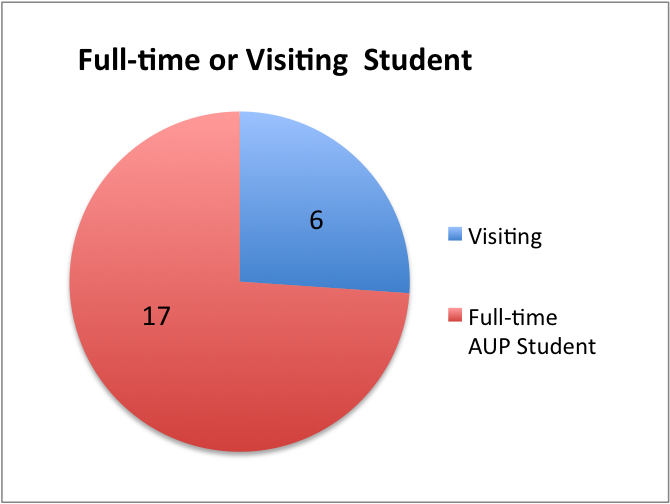 Full-time or Visiting  Student
6
17
Visiting
Full-time
AUP Student